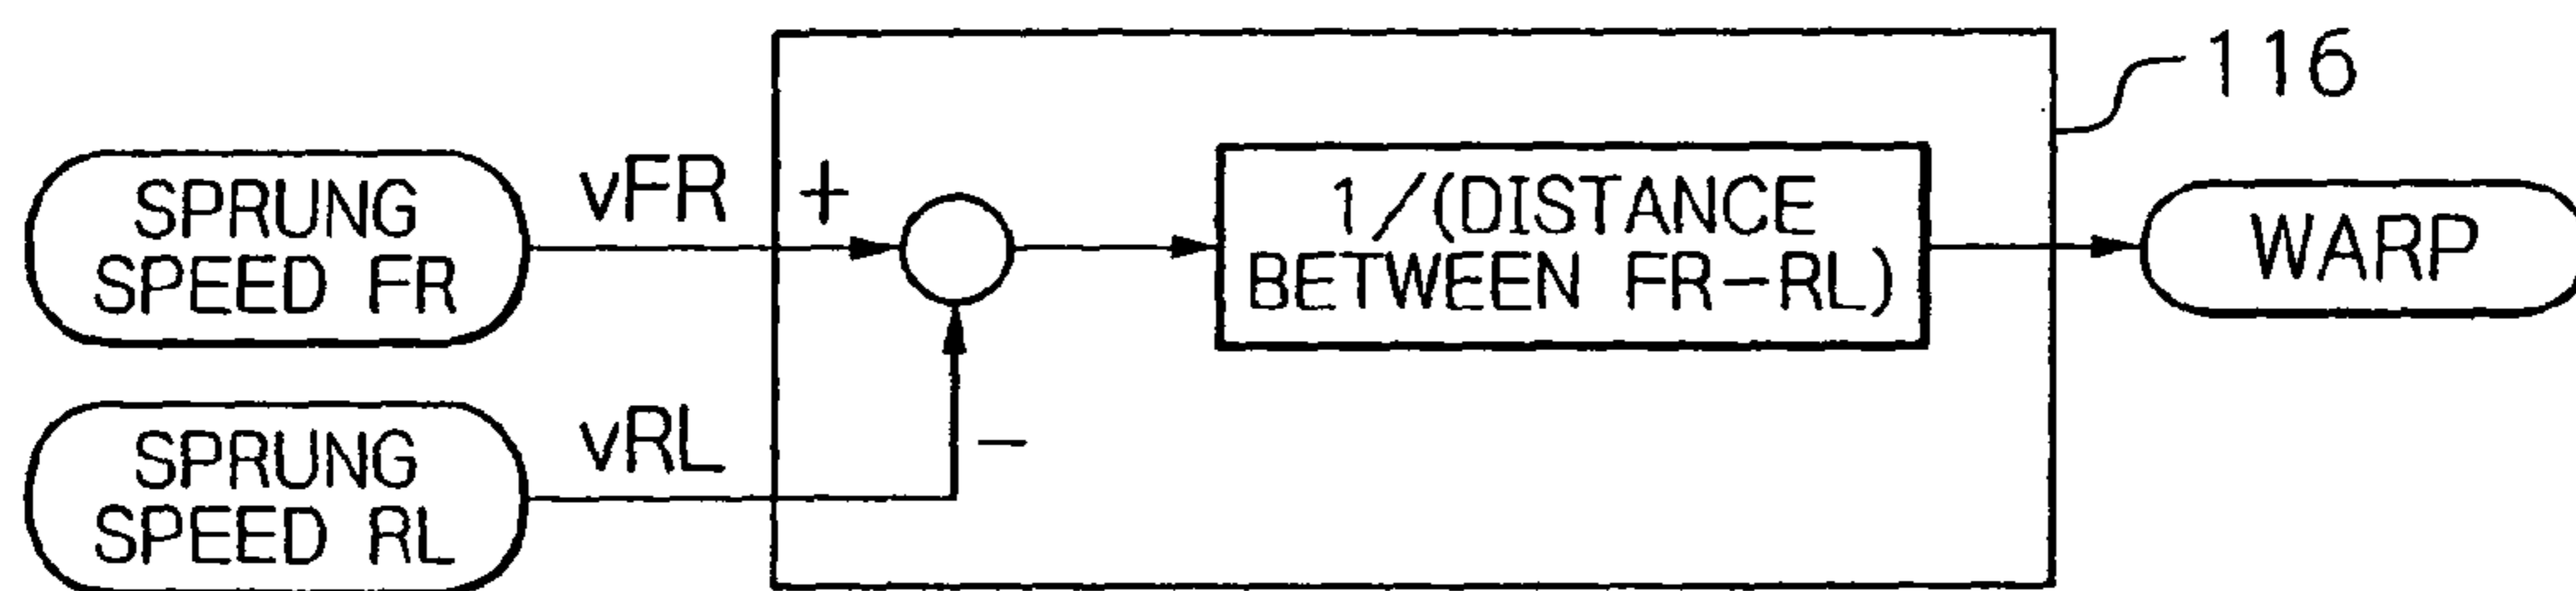 116
SPRUNG
SPEED FR
vFR
+
1/(DISTANCE
BETWEEN FR-RL)
WARP
SPRUNG
SPEED RL
vRL
-